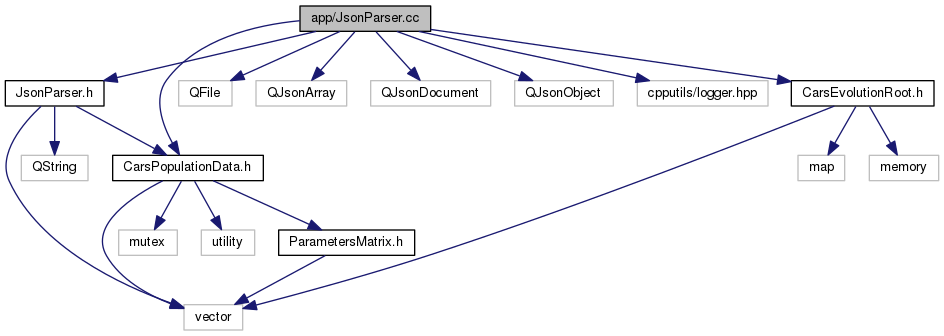 app/JsonParser.cc
JsonParser.h
QFile
QJsonArray
QJsonDocument
QJsonObject
cpputils/logger.hpp
CarsEvolutionRoot.h
QString
CarsPopulationData.h
map
memory
mutex
utility
ParametersMatrix.h
vector